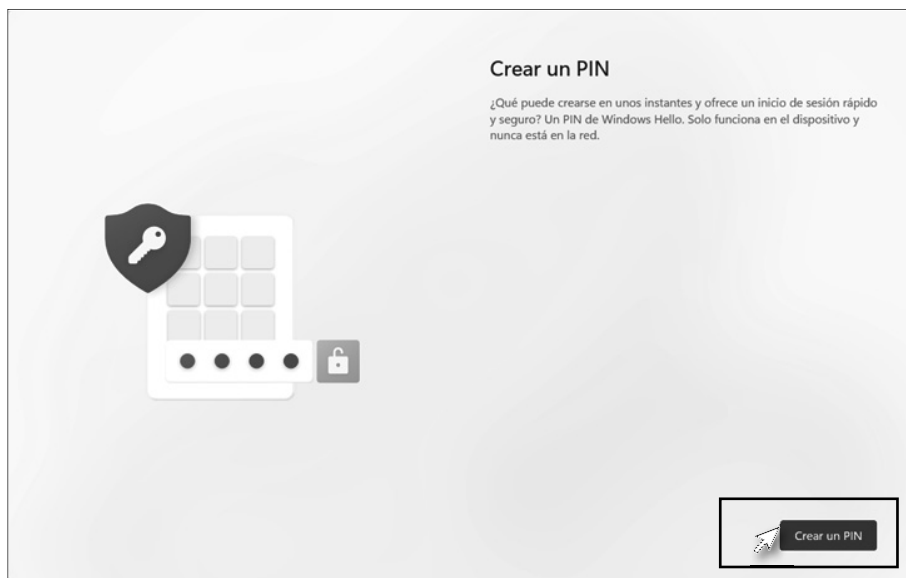 Crear un PIN
¿Qué puede crearse en unos instantes y ofrece un inicio de sesión rápido
y seguro? Un PIN de Windows Hello. Solo funciona en el dispositivo y
nunca está en la red.
Crear un PIN